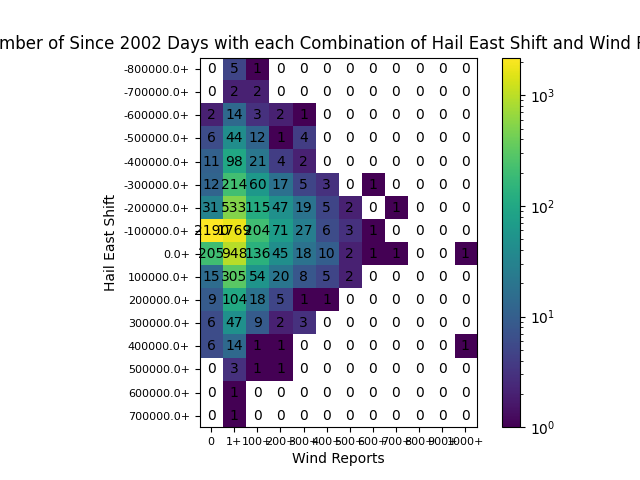 mber of Since 2002 Days with each Combination of Hail East Shift and Wind
Hail East Shift
-800000.0+ 0 5 1 0 0 0 0 0 0 0 0 0
-700000.0+ 0 2 2 0 0 0 0 0 0 0 0 0
-600000.0+ 2 14 3 2 1 0 0 0 0 0 0 0
-500000.0+ 6 44 12 1 4 0 0 0 0 0 0 0
-400000.0+ 11 98 21 4 2 0 0 0 0 0 0 0
-300000.0+ 12 214 60 17 5 3 0 1 0 0 0 0
-200000.0+ 31 533 115 47 19 5 2 0 1 0 0 0
-100000.0+ 2190 1769 204 71 27 6 3 1 0 0 0 0
0.0+ 205 948 136 45 18 10 2 1 1 0 0 1
100000.0+ 15 305 54 20 8 5 2 0 0 0 0 0
200000.0+ 9 104 18 5 1 1 0 0 0 0 0 0
300000.0+ 6 47 9 2 3 0 0 0 0 0 0 0
400000.0+ 6 14 1 1 0 0 0 0 0 0 0 1
500000.0+ 0 3 1 1 0 0 0 0 0 0 0 0
600000.0+ 0 1 0 0 0 0 0 0 0 0 0 0
700000.0+ 0 1 0 0 0 0 0 0 0 0 0 0
0 1+ 100+ 200+ 300+ 400+ 500+ 600+ 700+ 800+ 900+ 1000+
Wind Reports
10^3
10^2
10^1
10^0